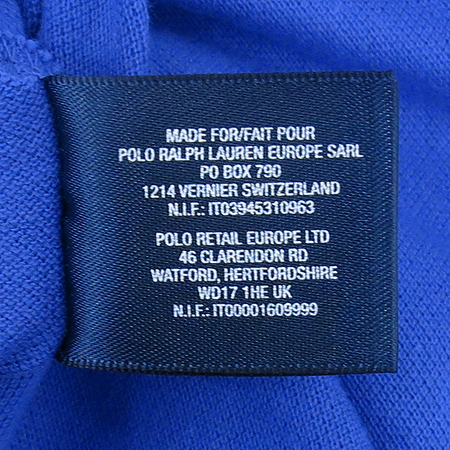 MADE FOR/FAIT POUR
POLO RALPH LAUREN EUROPE SARL
PO BOX 790
1214 VERNIER SWITZERLAND
N.I.F.: IT03945310963
POLO RETAIL EUROPE LTD
46 CLARENDON RD
WATFORD, HERTFORDSHIRE
WD17 1HE UK
N.I.F.: IT00001609999